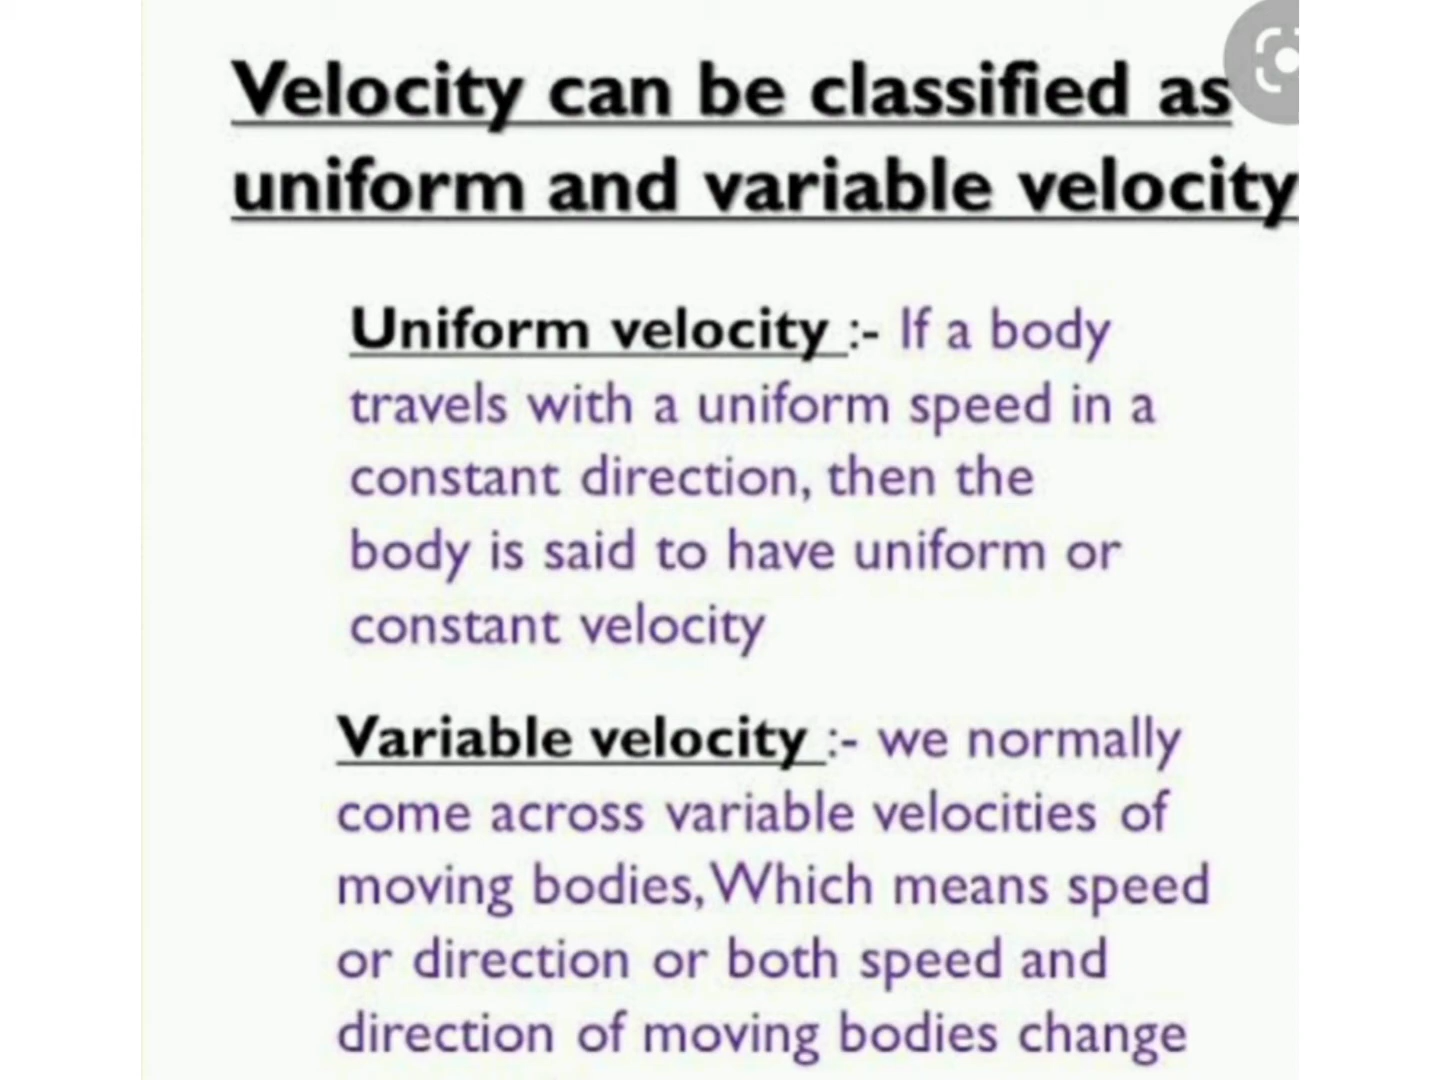 Velocity can be classified as
uniform and variable velocity
Uniform velocity :- If a body
travels with a uniform speed in a
constant direction, then the
body is said to have uniform or
constant velocity
Variable velocity :- we normally
come across variable velocities of
moving bodies, Which means speed
or direction or both speed and
direction of moving bodies change